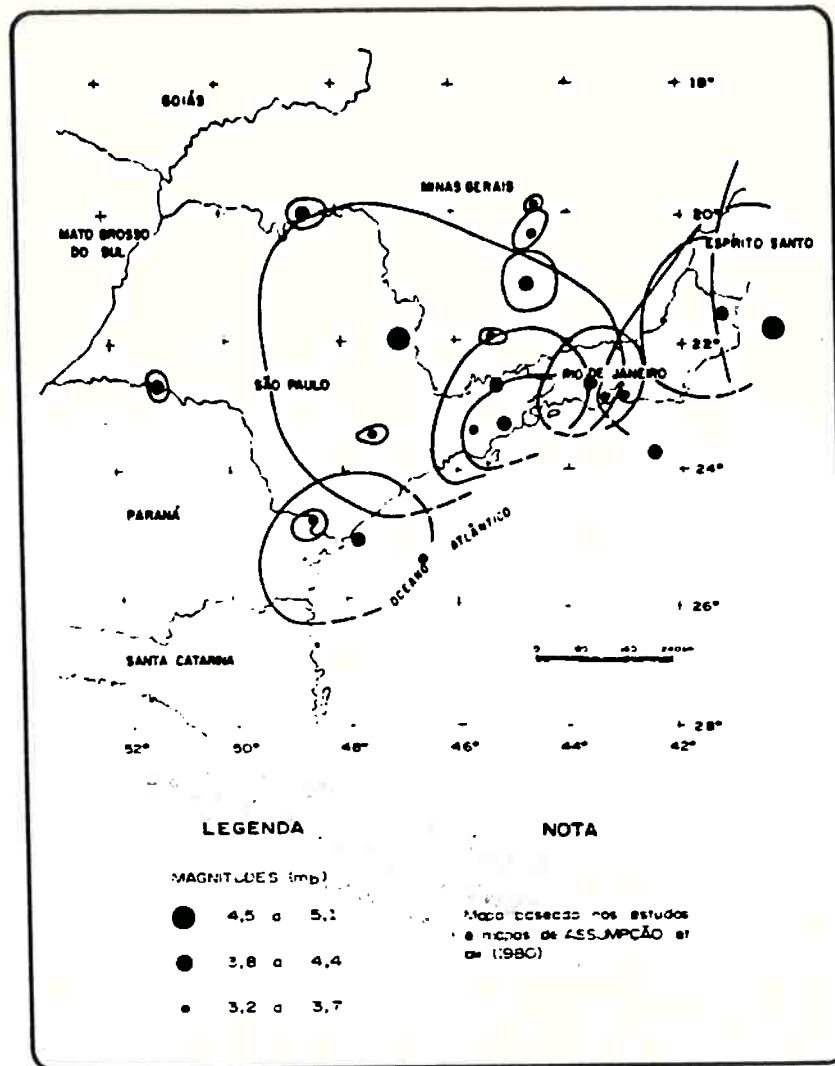 18°
GOIÁS
MINAS GERAIS
20°
MATO GROSSO
DO SUL
ESPÍRITO SANTO
22°
RIO DE JANEIRO
SÃO PAULO
24°
PARANÁ
OCEANO ATLÂNTICO
26°
SANTA CATARINA
28°
52° 50° 48° 46° 44° 42°
LEGENDA
NOTA
MAGNITUDES (mb)
4,5 a 5,1
3,8 a 4,4
3,2 a 3,7
Mapa baseado nos estudos
e mapas de ASSUMPÇÃO et
(1980)